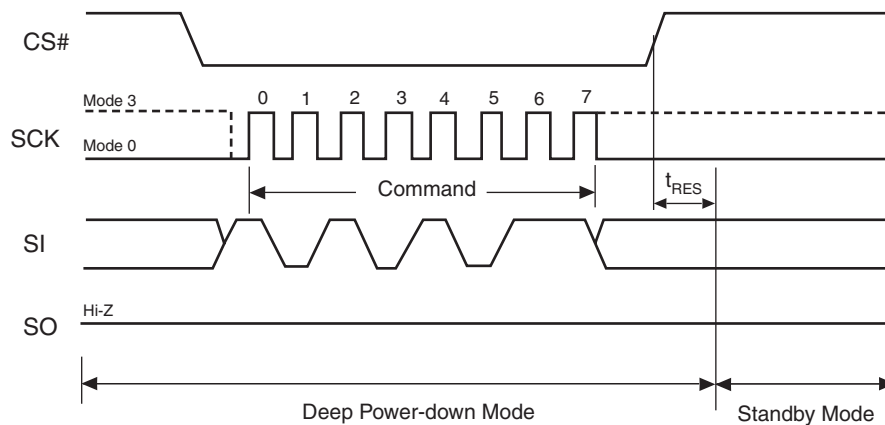 CS#
Mode 3
0 1 2 3 4 5 6 7
SCK
Mode 0
Command
tRES
SI
Hi-Z
SO
Deep Power-down Mode
Standby Mode